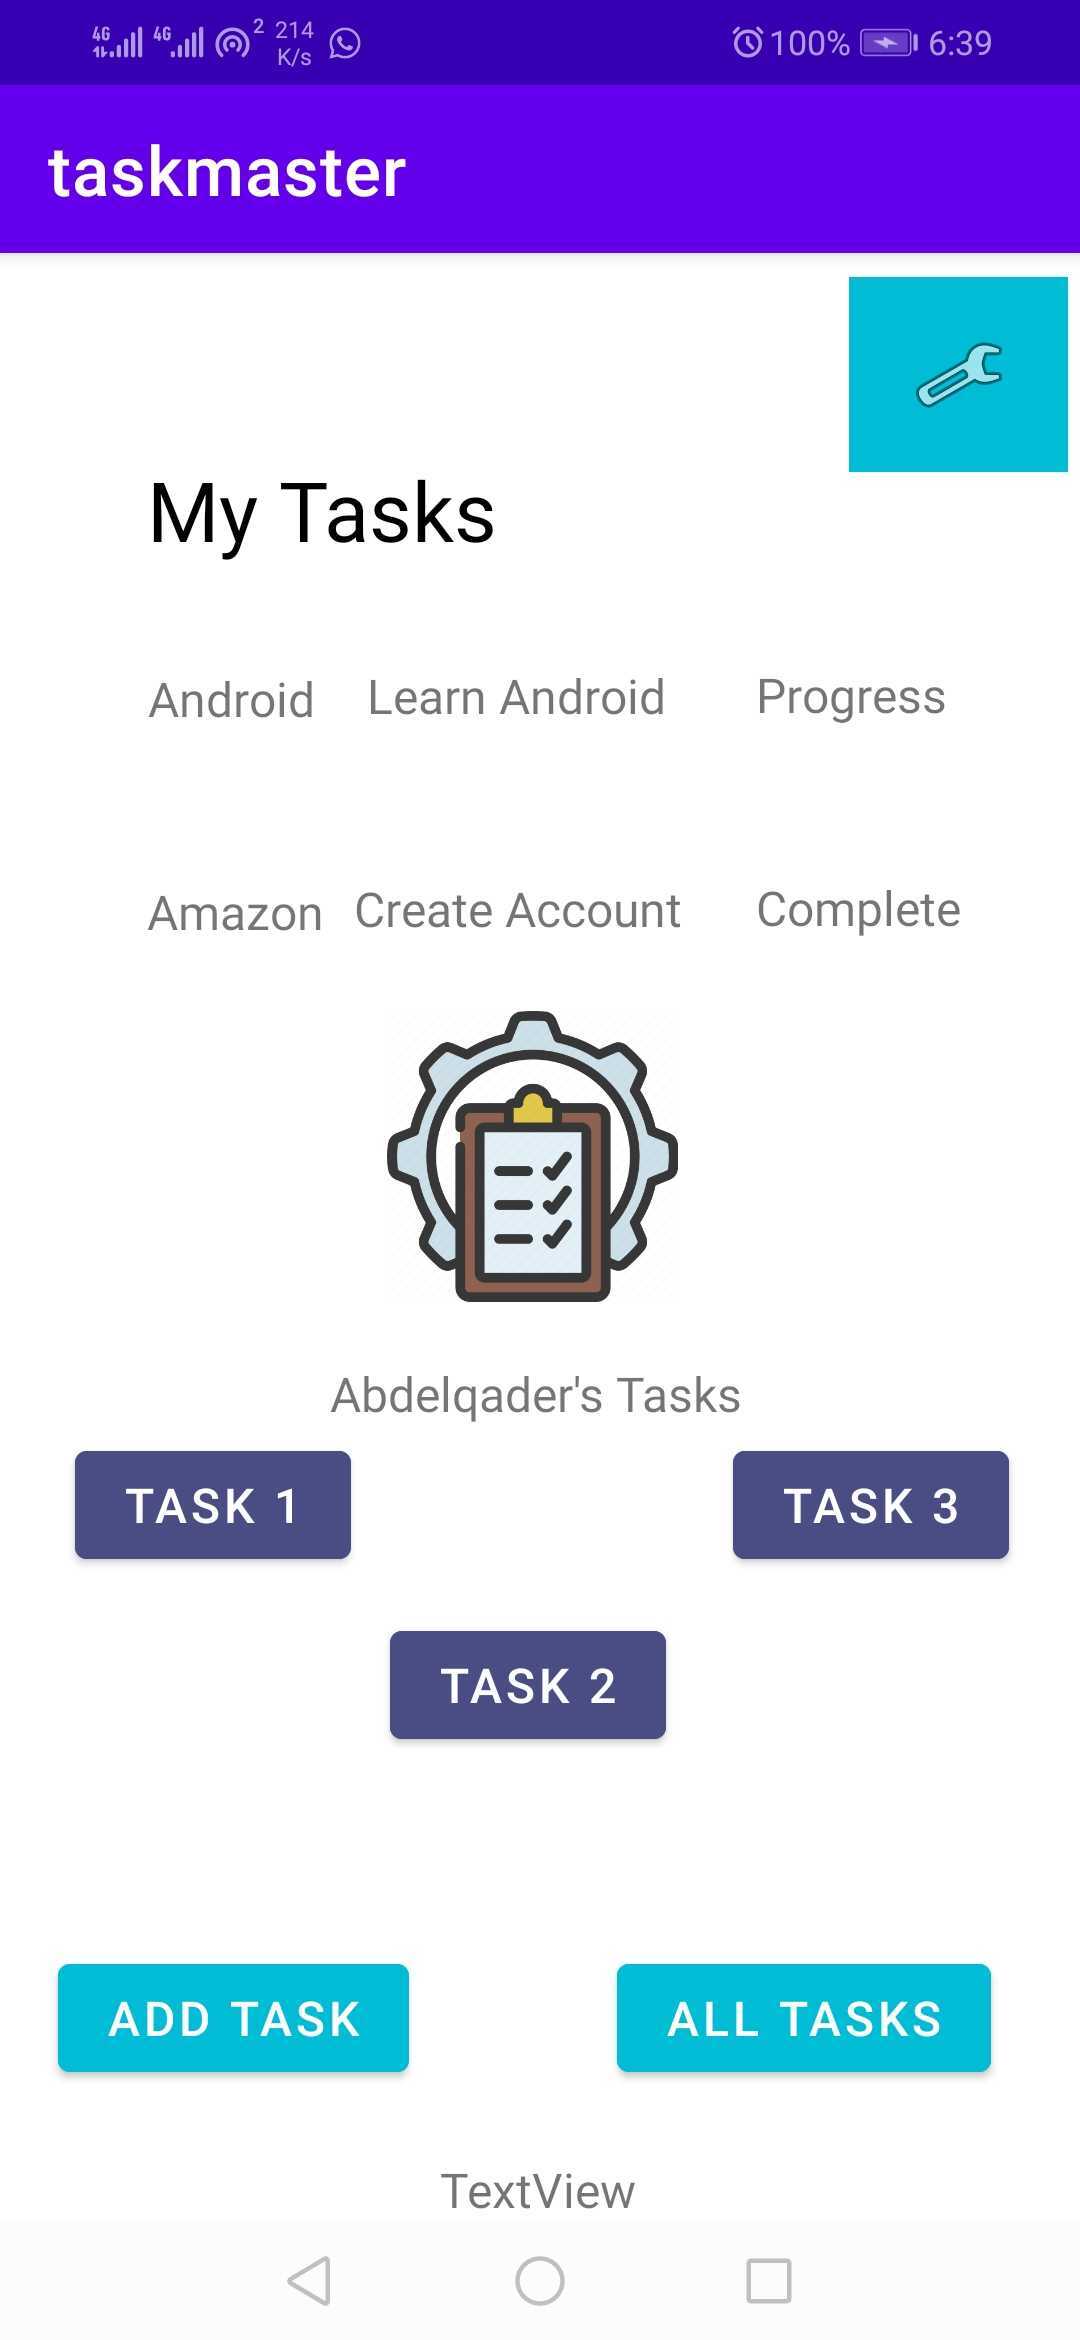 4G 4G 2 214 K/s 100% 6:39
taskmaster
My Tasks
Android Learn Android Progress
Amazon Create Account Complete
Abdelqader's Tasks
TASK 1 TASK 3
TASK 2
ADD TASK ALL TASKS
TextView